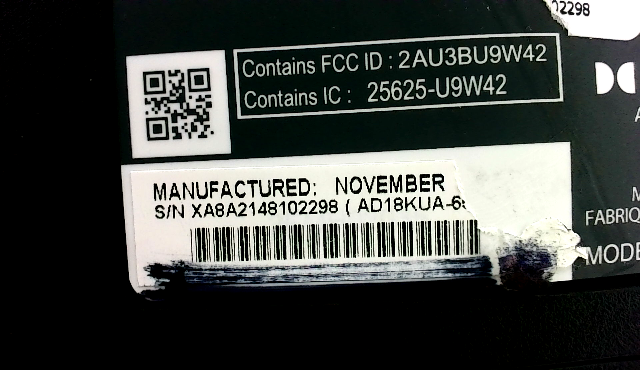 02298
Contains FCC ID : 2AU3BU9W42
Contains IC : 25625-U9W42
MANUFACTURED: NOVEMBER
S/N XA8A2148102298 ( AD18KUA-6
FABRIQ
MODE